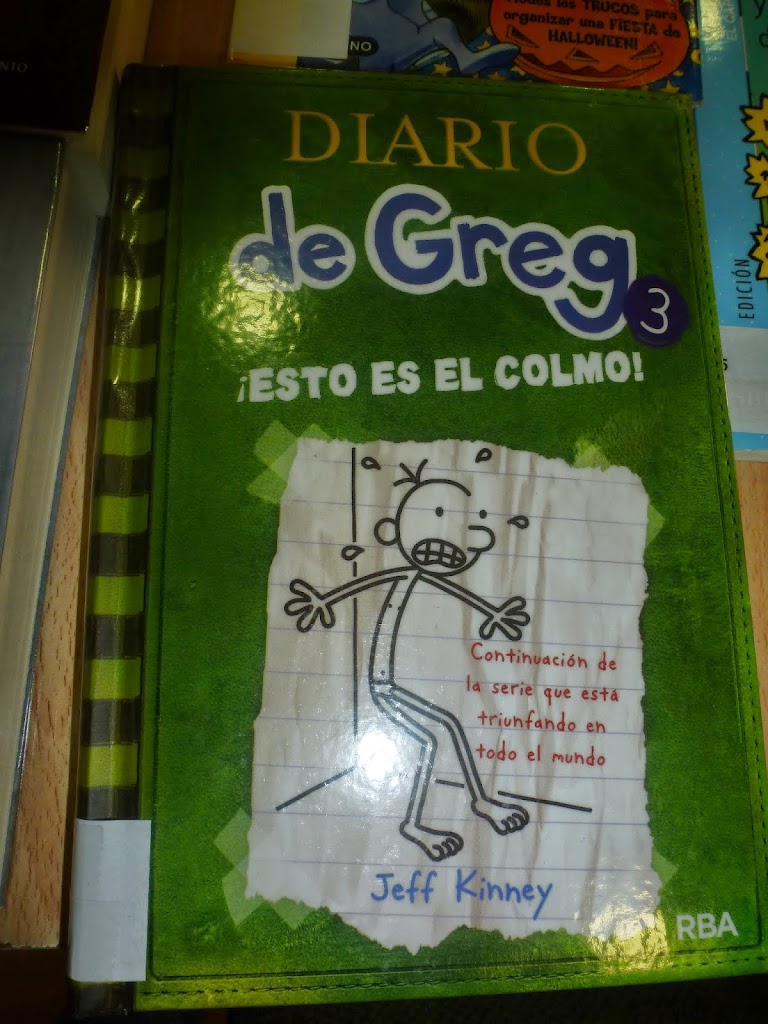 TRUCOS para
organizar una FIESTA de
HALLOWEEN!
DIARIO
de Greg
3
¡ESTO ES EL COLMO!
Continuación de
la serie que está
triunfando en
todo el mundo
Jeff Kinney
RBA
EDICIÓN